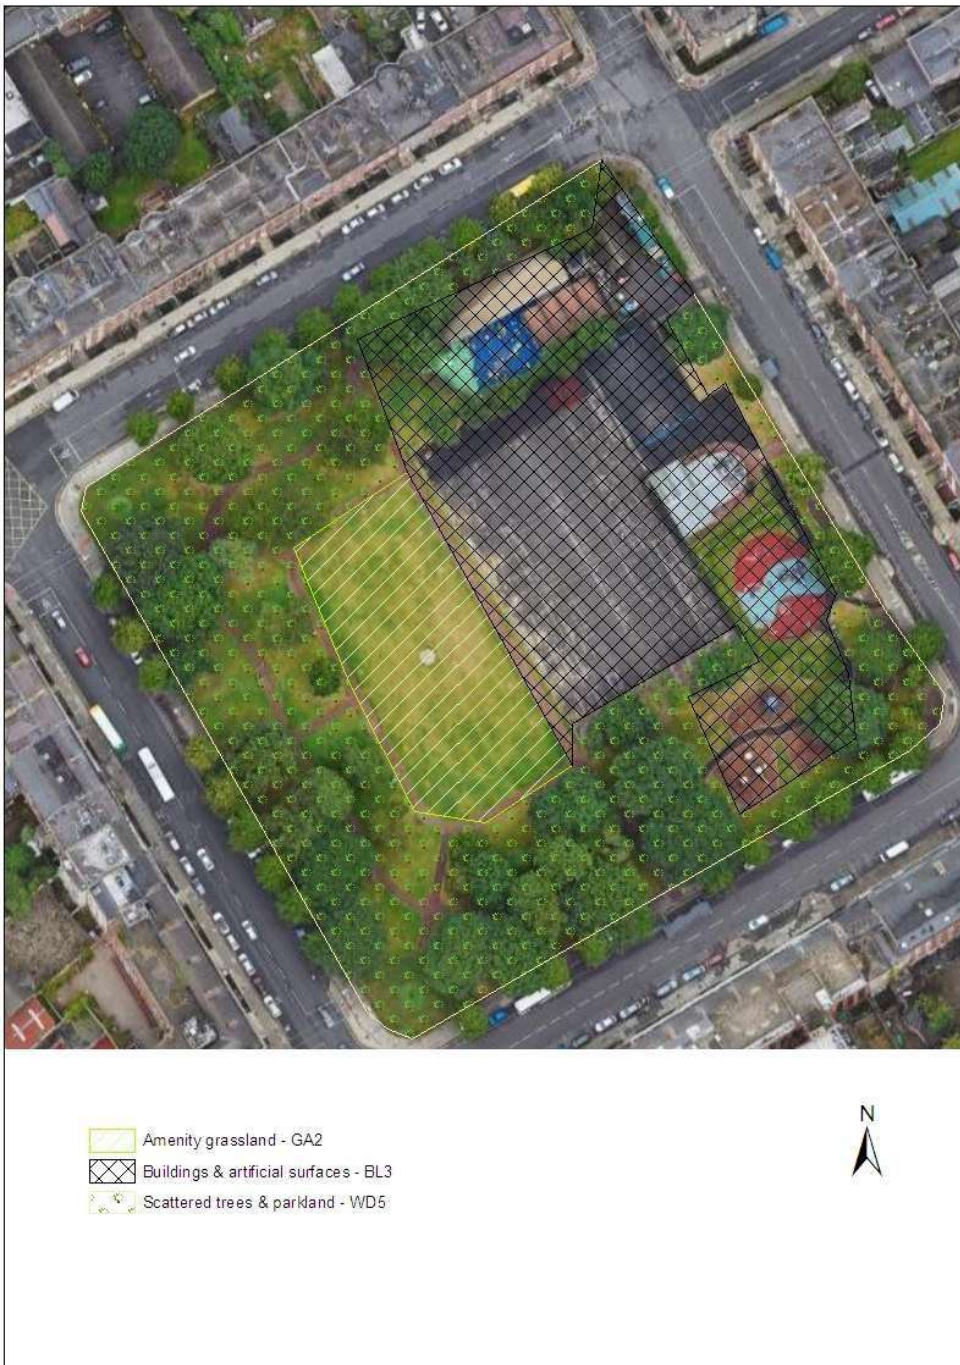 N
Amenity grassland - GA2
Buildings & artificial surfaces - BL3
Scattered trees & parkland - WD5